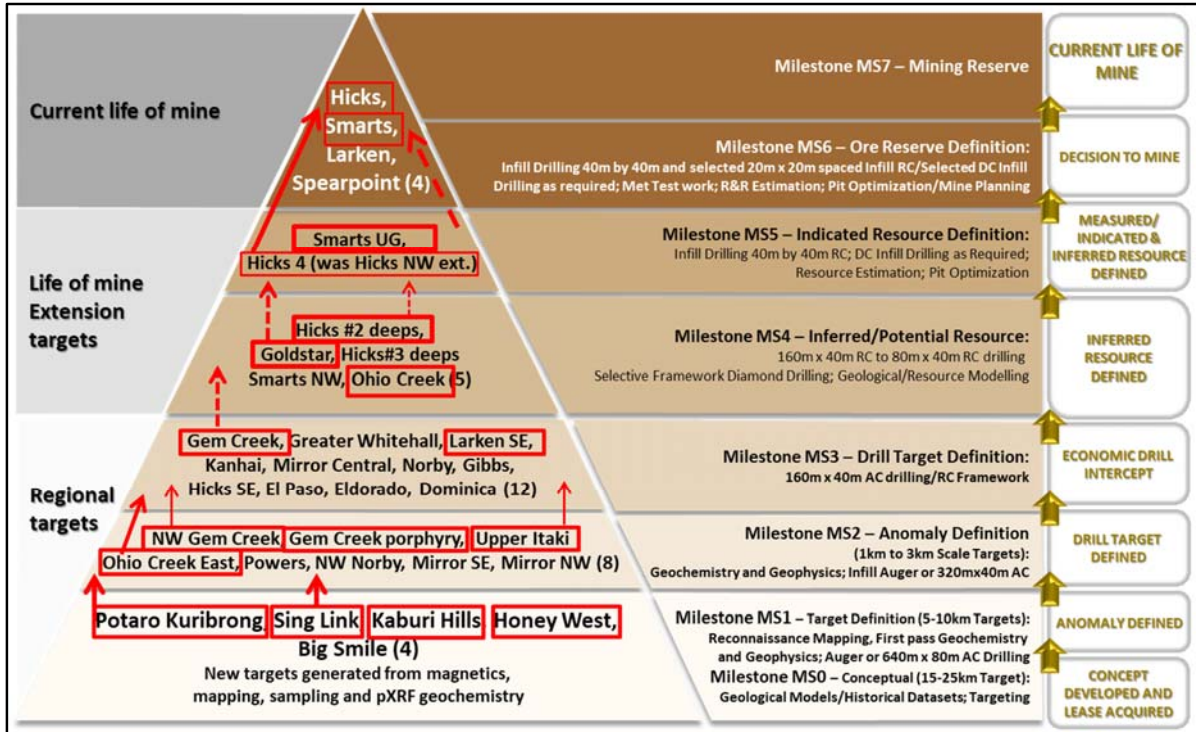 Current life of mine
Hicks,
Smarts,
Larken,
Spearpoint (4)
Milestone MS7 – Mining Reserve
Milestone MS6 – Ore Reserve Definition:
Infill Drilling 40m by 40m and selected 20m x 20m spaced Infill RC/Selected DC Infill
Drilling as required; Met Test work; R&R Estimation; Pit Optimization/Mine Planning
CURRENT LIFE OF
MINE
DECISION TO MINE
Life of mine
Extension
targets
Smarts UG,
Hicks 4 (was Hicks NW ext.)
Milestone MS5 – Indicated Resource Definition:
Infill Drilling 40m by 40m RC; DC Infill Drilling as Required;
Resource Estimation; Pit Optimization
MEASURED/
INDICATED &
INFERRED RESOURCE
DEFINED
Hicks #2 deeps,
Goldstar, Hicks#3 deeps
Smarts NW, Ohio Creek (5)
Milestone MS4 – Inferred/Potential Resource:
160m x 40m RC to 80m x 40m RC drilling
Selective Framework Diamond Drilling; Geological/Resource Modelling
INFERRED
RESOURCE
DEFINED
Regional
targets
Gem Creek, Greater Whitehall, Larken SE,
Kanhai, Mirror Central, Norby, Gibbs,
Hicks SE, El Paso, Eldorado, Dominica (12)
Milestone MS3 – Drill Target Definition:
160m x 40m AC drilling/RC Framework
ECONOMIC DRILL
INTERCEPT
NW Gem Creek, Gem Creek porphyry, Upper Itaki
Ohio Creek East, Powers, NW Norby, Mirror SE, Mirror NW (8)
Milestone MS2 – Anomaly Definition
(1km to 3km Scale Targets):
Geochemistry and Geophysics; Infill Auger or 320mx40m AC
DRILL TARGET
DEFINED
Potaro Kuribrong, Sing Link Kaburi Hills Honey West,
Big Smile (4)
New targets generated from magnetics,
mapping, sampling and pXRF geochemistry
Milestone MS1 – Target Definition (5-10km Targets):
Reconnaissance Mapping, First pass Geochemistry
and Geophysics; Auger or 640m x 80m AC Drilling
Milestone MS0 – Conceptual (15-25km Target):
Geological Models/Historical Datasets; Targeting
ANOMALY DEFINED
CONCEPT
DEVELOPED AND
LEASE ACQUIRED